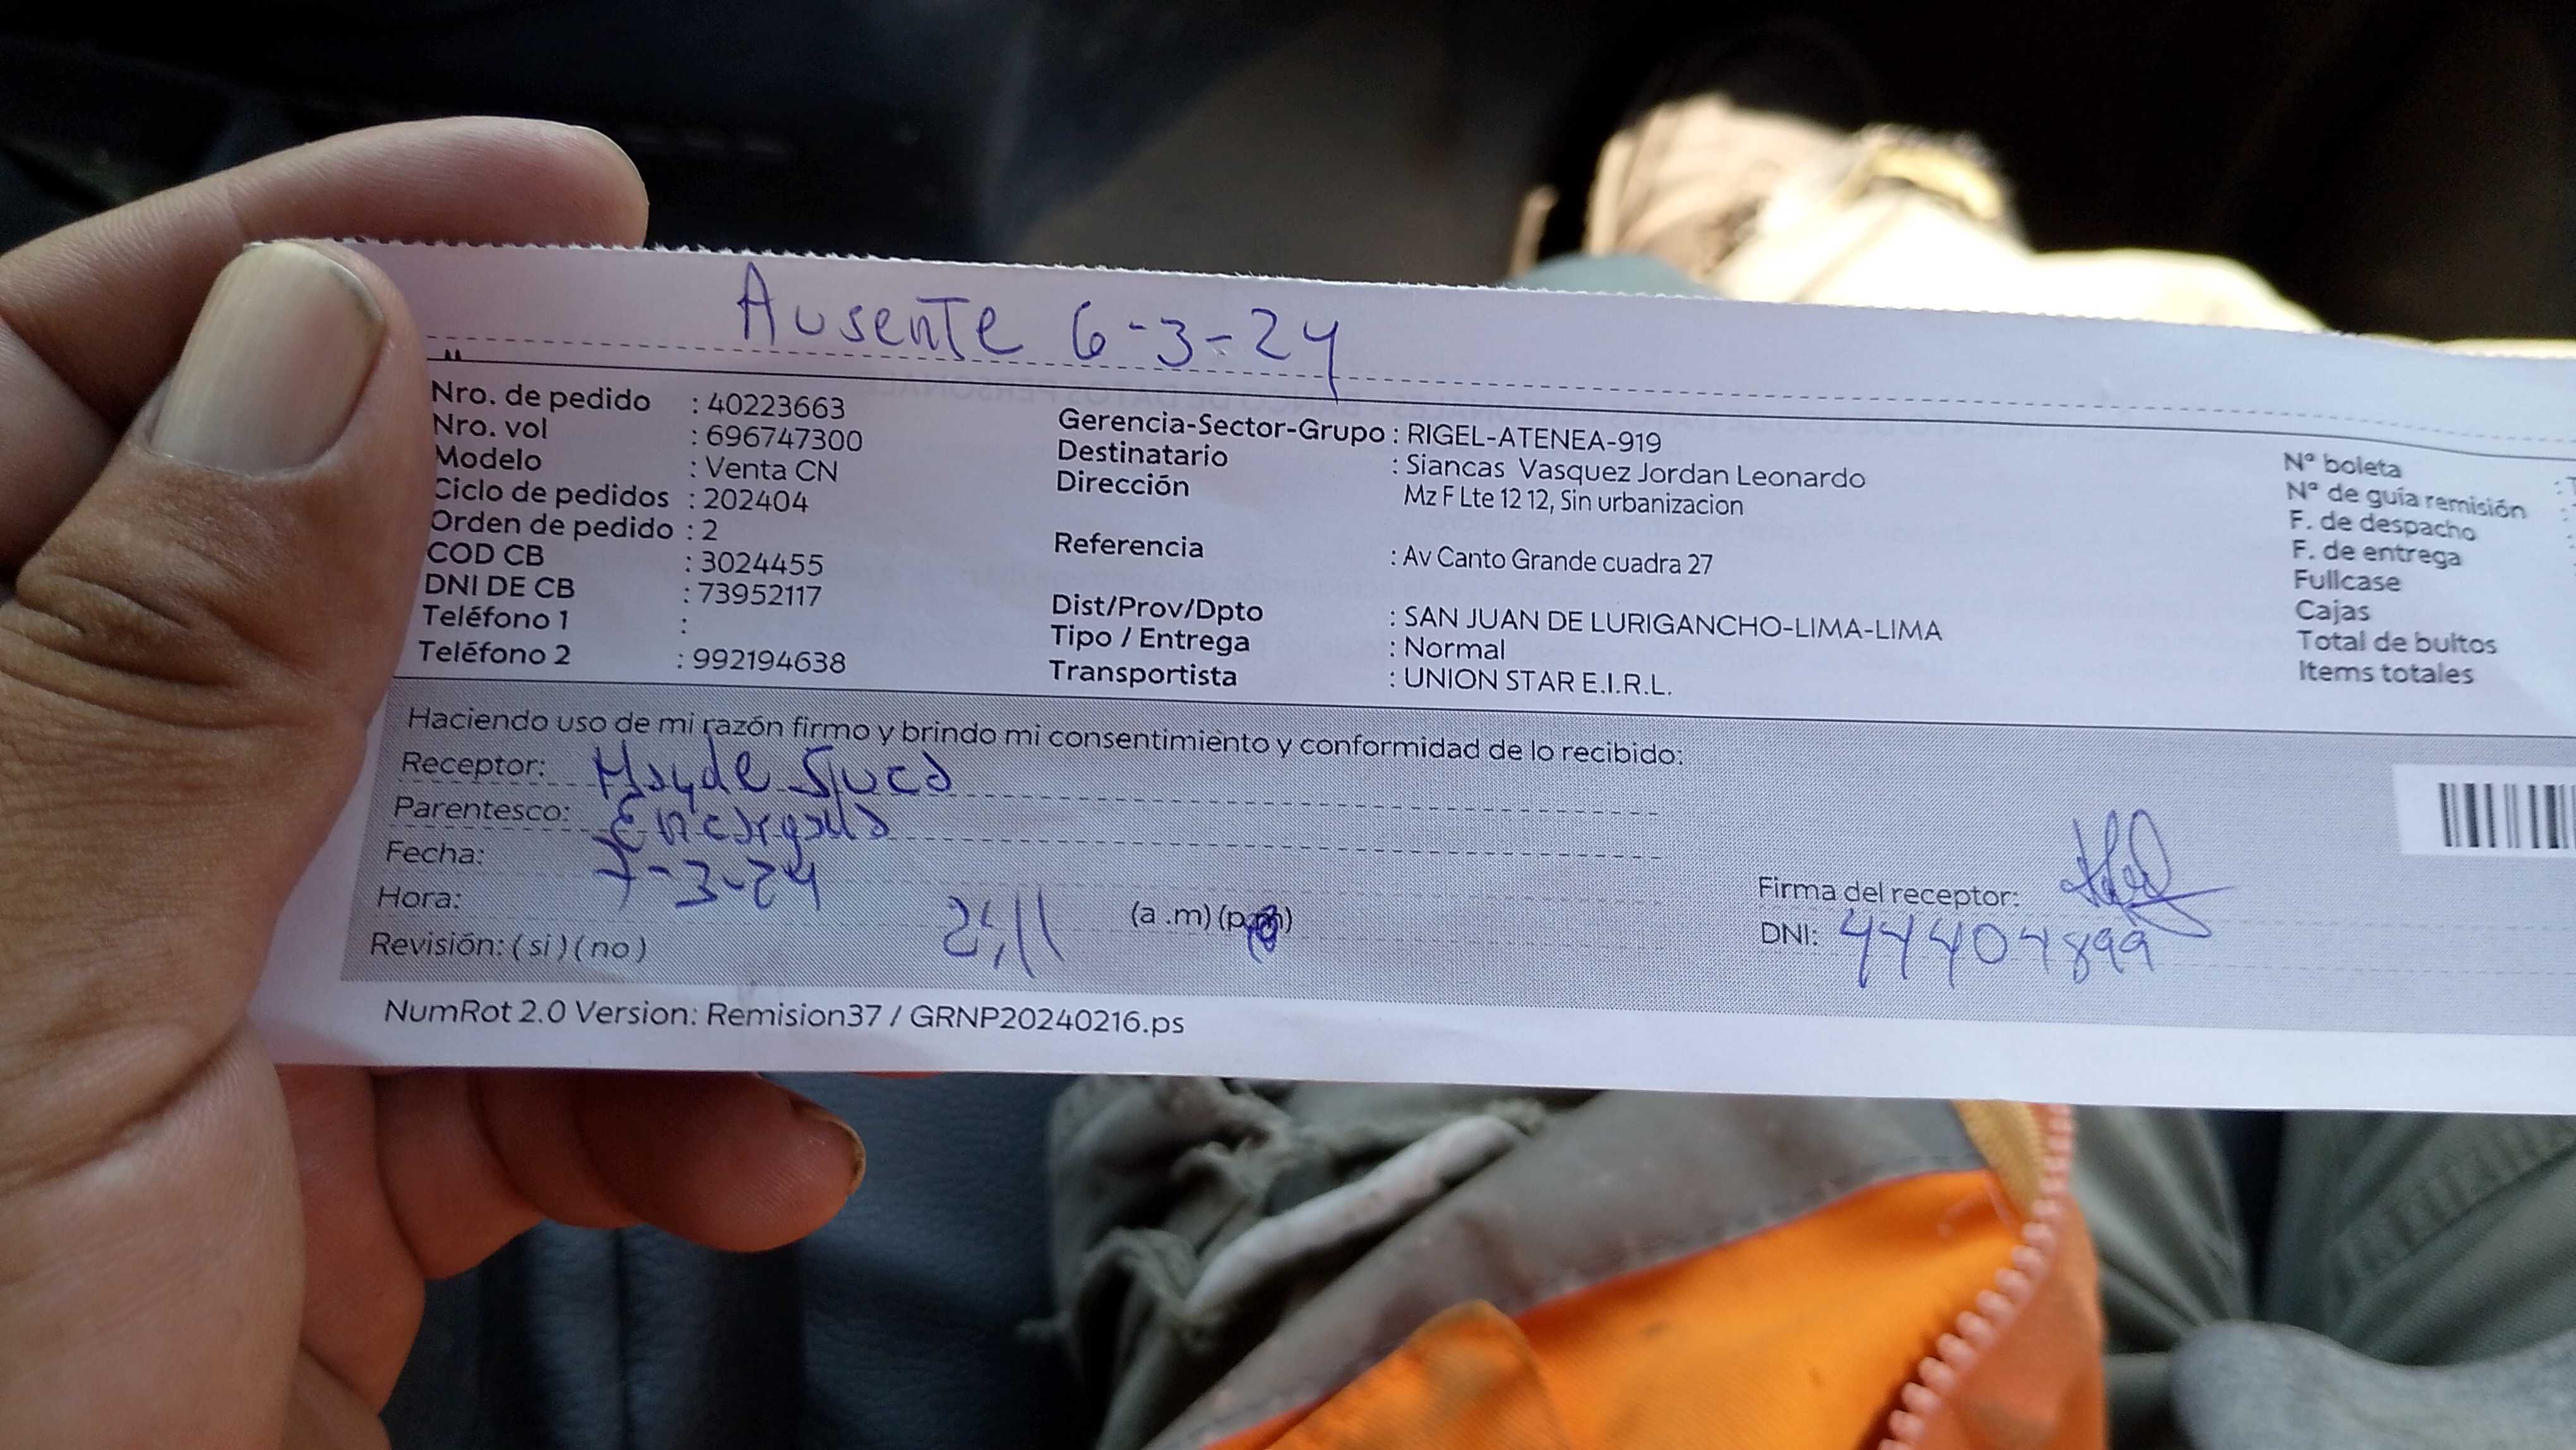 Ausente 6-3-24
Nro. de pedido : 40223663
Nro. vol : 696747300
Modelo : Venta CN
Ciclo de pedidos : 202404
Orden de pedido : 2
COD CB : 3024455
DNI DE CB : 73952117
Teléfono 1 :
Teléfono 2 : 992194638
Gerencia-Sector-Grupo : RIGEL-ATENEA-919
Destinatario : Siancas Vasquez Jordan Leonardo
Dirección Mz F Lte 12 12, Sin urbanizacion
Referencia : Av Canto Grande cuadra 27
Dist/Prov/Dpto : SAN JUAN DE LURIGANCHO-LIMA-LIMA
Tipo / Entrega : Normal
Transportista : UNION STAR E.I.R.L.
Nº boleta :
Nº de guía remisión :
F. de despacho :
F. de entrega
Fullcase
Cajas
Total de bultos
Items totales
Haciendo uso de mi razón firmo y brindo mi consentimiento y conformidad de lo recibido:
Receptor: Hayde
Parentesco:
Fecha: 7-3-24
Hora: (a .m) (p.m)
Revisión: ( si ) ( no )
Firma del receptor:
DNI: 44404899
NumRot 2.0 Version: Remision37 / GRNP20240216.ps